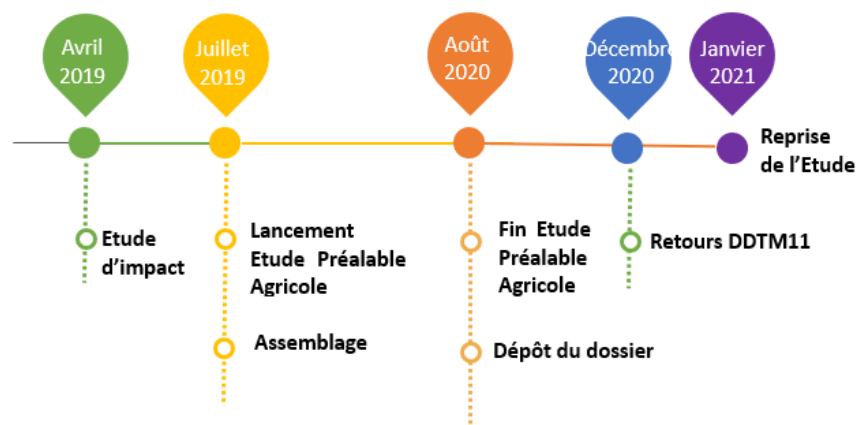 Avril
2019
Juillet
2019
Août
2020
Décembre
2020
Janvier
2021
Reprise
de l'Etude
Etude
d'impact
Lancement
Etude Préalable
Agricole
Assemblage
Fin Etude
Préalable
Agricole
Dépôt du dossier
Retours DDTM11